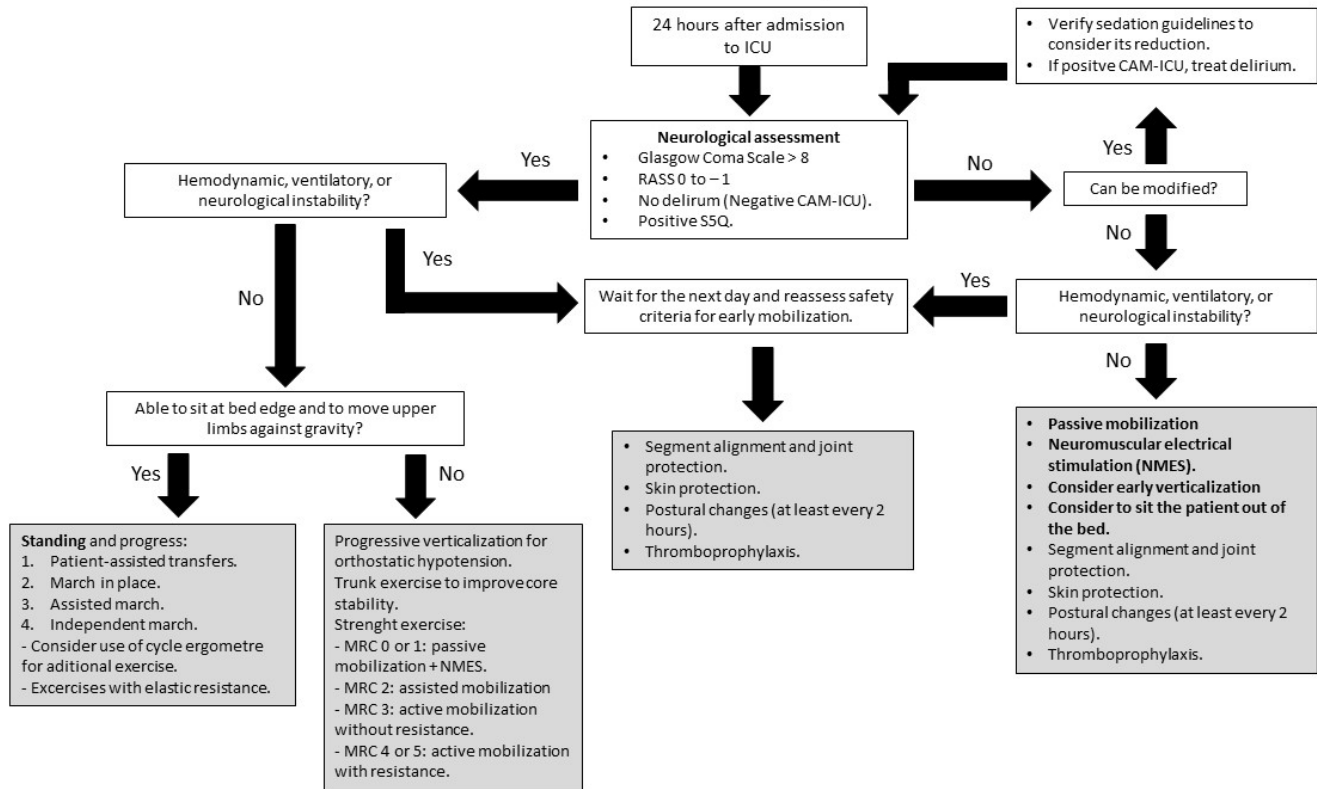 24 hours after admission
to ICU
• Verify sedation guidelines to
consider its reduction.
• If positve CAM-ICU, treat delirium.
Neurological assessment
• Glasgow Coma Scale > 8
• RASS 0 to – 1
• No delirum (Negative CAM-ICU).
• Positive S5Q.
Yes
No
Yes
Hemodynamic, ventilatory, or
neurological instability?
Can be modified?
No
Yes
No
Wait for the next day and reassess safety
criteria for early mobilization.
Yes
Hemodynamic, ventilatory, or
neurological instability?
No
Able to sit at bed edge and to move upper
limbs against gravity?
Yes
No
• Segment alignment and joint
protection.
• Skin protection.
• Postural changes (at least every 2
hours).
• Thromboprophylaxis.
• Passive mobilization
• Neuromuscular electrical
stimulation (NMES).
• Consider early verticalization
• Consider to sit the patient out of
the bed.
• Segment alignment and joint
protection.
• Skin protection.
• Postural changes (at least every 2
hours).
• Thromboprophylaxis.
Standing and progress:
1. Patient-assisted transfers.
2. March in place.
3. Assisted march.
4. Independent march.
- Consider use of cycle ergometre
for aditional exercise.
- Excercises with elastic resistance.
Progressive verticalization for
orthostatic hypotension.
Trunk exercise to improve core
stability.
Strenght exercise:
- MRC 0 or 1: passive
mobilization + NMES.
- MRC 2: assisted mobilization
- MRC 3: active mobilization
without resistance.
- MRC 4 or 5: active mobilization
with resistance.